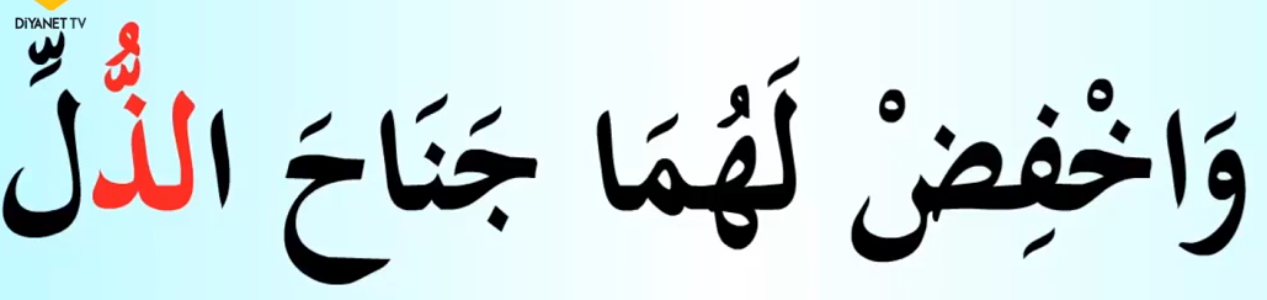 DİYANET TV
وَاخْفِضْ لَهُمَا جَنَاحَ الذُّلِّ